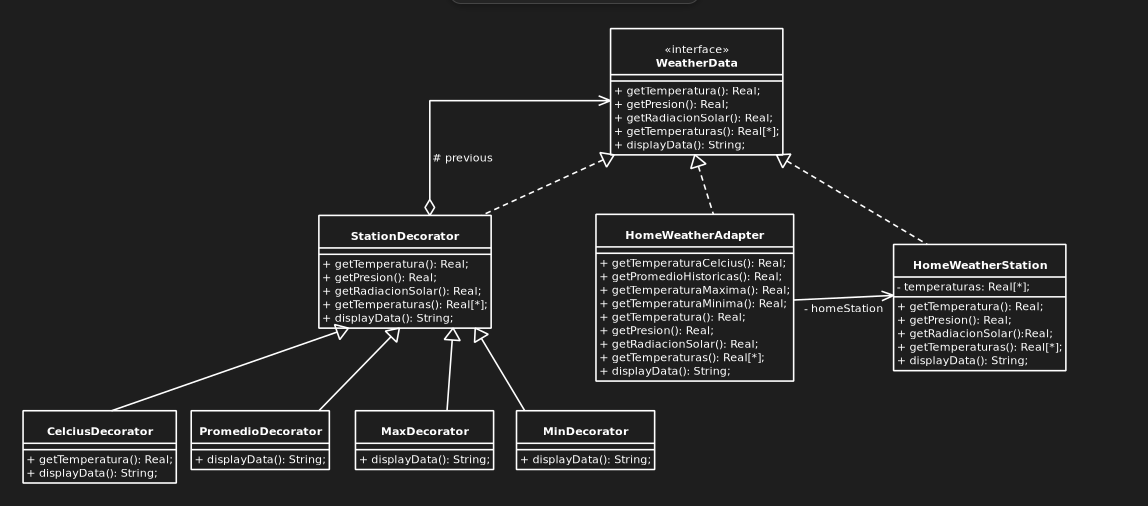 «interface»
WeatherData
+ getTemperatura(): Real;
+ getPresion(): Real;
+ getRadiacionSolar(): Real;
+ getTemperaturas(): Real[*];
+ displayData(): String;
# previous
StationDecorator
+ getTemperatura(): Real;
+ getPresion(): Real;
+ getRadiacionSolar(): Real;
+ getTemperaturas(): Real[*];
+ displayData(): String;
HomeWeatherAdapter
+ getTemperaturaCelcius(): Real;
+ getPromedioHistoricas(): Real;
+ getTemperaturaMaxima(): Real;
+ getTemperaturaMinima(): Real;
+ getTemperatura(): Real;
+ getPresion(): Real;
+ getRadiacionSolar(): Real;
+ getTemperaturas(): Real[*];
+ displayData(): String;
- homeStation
HomeWeatherStation
- temperaturas: Real[*];
+ getTemperatura(): Real;
+ getPresion(): Real;
+ getRadiacionSolar():Real;
+ getTemperaturas(): Real[*];
+ displayData(): String;
CelciusDecorator
+ getTemperatura(): Real;
+ displayData(): String;
PromedioDecorator
+ displayData(): String;
MaxDecorator
+ displayData(): String;
MinDecorator
+ displayData(): String;